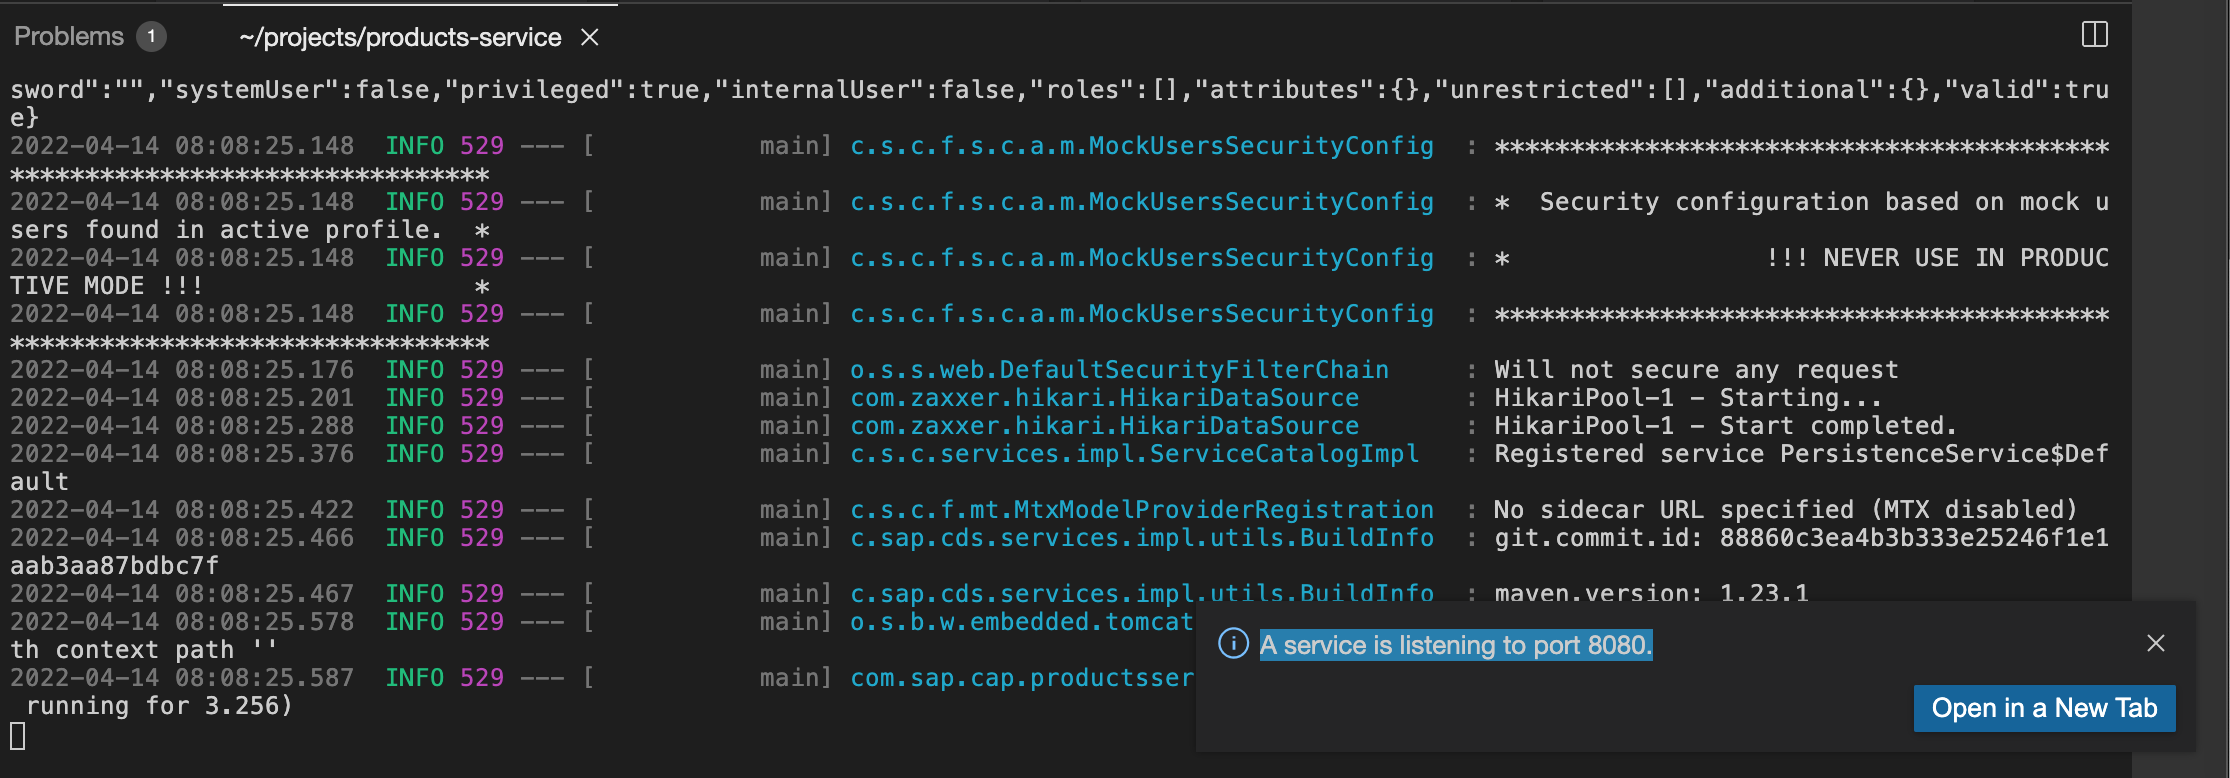 Problems 1 ~/projects/products-service
sword":"","systemUser":false,"privileged":true,"internalUser":false,"roles":[],"attributes":{},"unrestricted":[],"additional":{},"valid":tru
e}
2022-04-14 08:08:25.148  INFO 529 --- [           main] c.s.c.f.s.c.a.m.MockUsersSecurityConfig  : *****************************************
********************************
2022-04-14 08:08:25.148  INFO 529 --- [           main] c.s.c.f.s.c.a.m.MockUsersSecurityConfig  : *  Security configuration based on mock u
sers found in active profile.  *
2022-04-14 08:08:25.148  INFO 529 --- [           main] c.s.c.f.s.c.a.m.MockUsersSecurityConfig  : *                 !!! NEVER USE IN PRODUC
TIVE MODE !!!                  *
2022-04-14 08:08:25.148  INFO 529 --- [           main] c.s.c.f.s.c.a.m.MockUsersSecurityConfig  : *****************************************
********************************
2022-04-14 08:08:25.176  INFO 529 --- [           main] o.s.s.web.DefaultSecurityFilterChain     : Will not secure any request
2022-04-14 08:08:25.201  INFO 529 --- [           main] com.zaxxer.hikari.HikariDataSource       : HikariPool-1 - Starting...
2022-04-14 08:08:25.288  INFO 529 --- [           main] com.zaxxer.hikari.HikariDataSource       : HikariPool-1 - Start completed.
2022-04-14 08:08:25.376  INFO 529 --- [           main] c.s.c.services.impl.ServiceCatalogImpl   : Registered service PersistenceService$Def
ault
2022-04-14 08:08:25.422  INFO 529 --- [           main] c.s.c.f.mt.MtxModelProviderRegistration  : No sidecar URL specified (MTX disabled)
2022-04-14 08:08:25.466  INFO 529 --- [           main] c.sap.cds.services.impl.utils.BuildInfo  : git.commit.id: 88860c3ea4b3b333e25246f1e1
aab3aa87bdbc7f
2022-04-14 08:08:25.467  INFO 529 --- [           main] c.sap.cds.services.impl.utils.BuildInfo  : maven.version: 1.23.1
2022-04-14 08:08:25.578  INFO 529 --- [           main] o.s.b.w.embedded.tomcat
th context path ''
2022-04-14 08:08:25.587  INFO 529 --- [           main] com.sap.cap.productsser
 running for 3.256)
A service is listening to port 8080.
Open in a New Tab